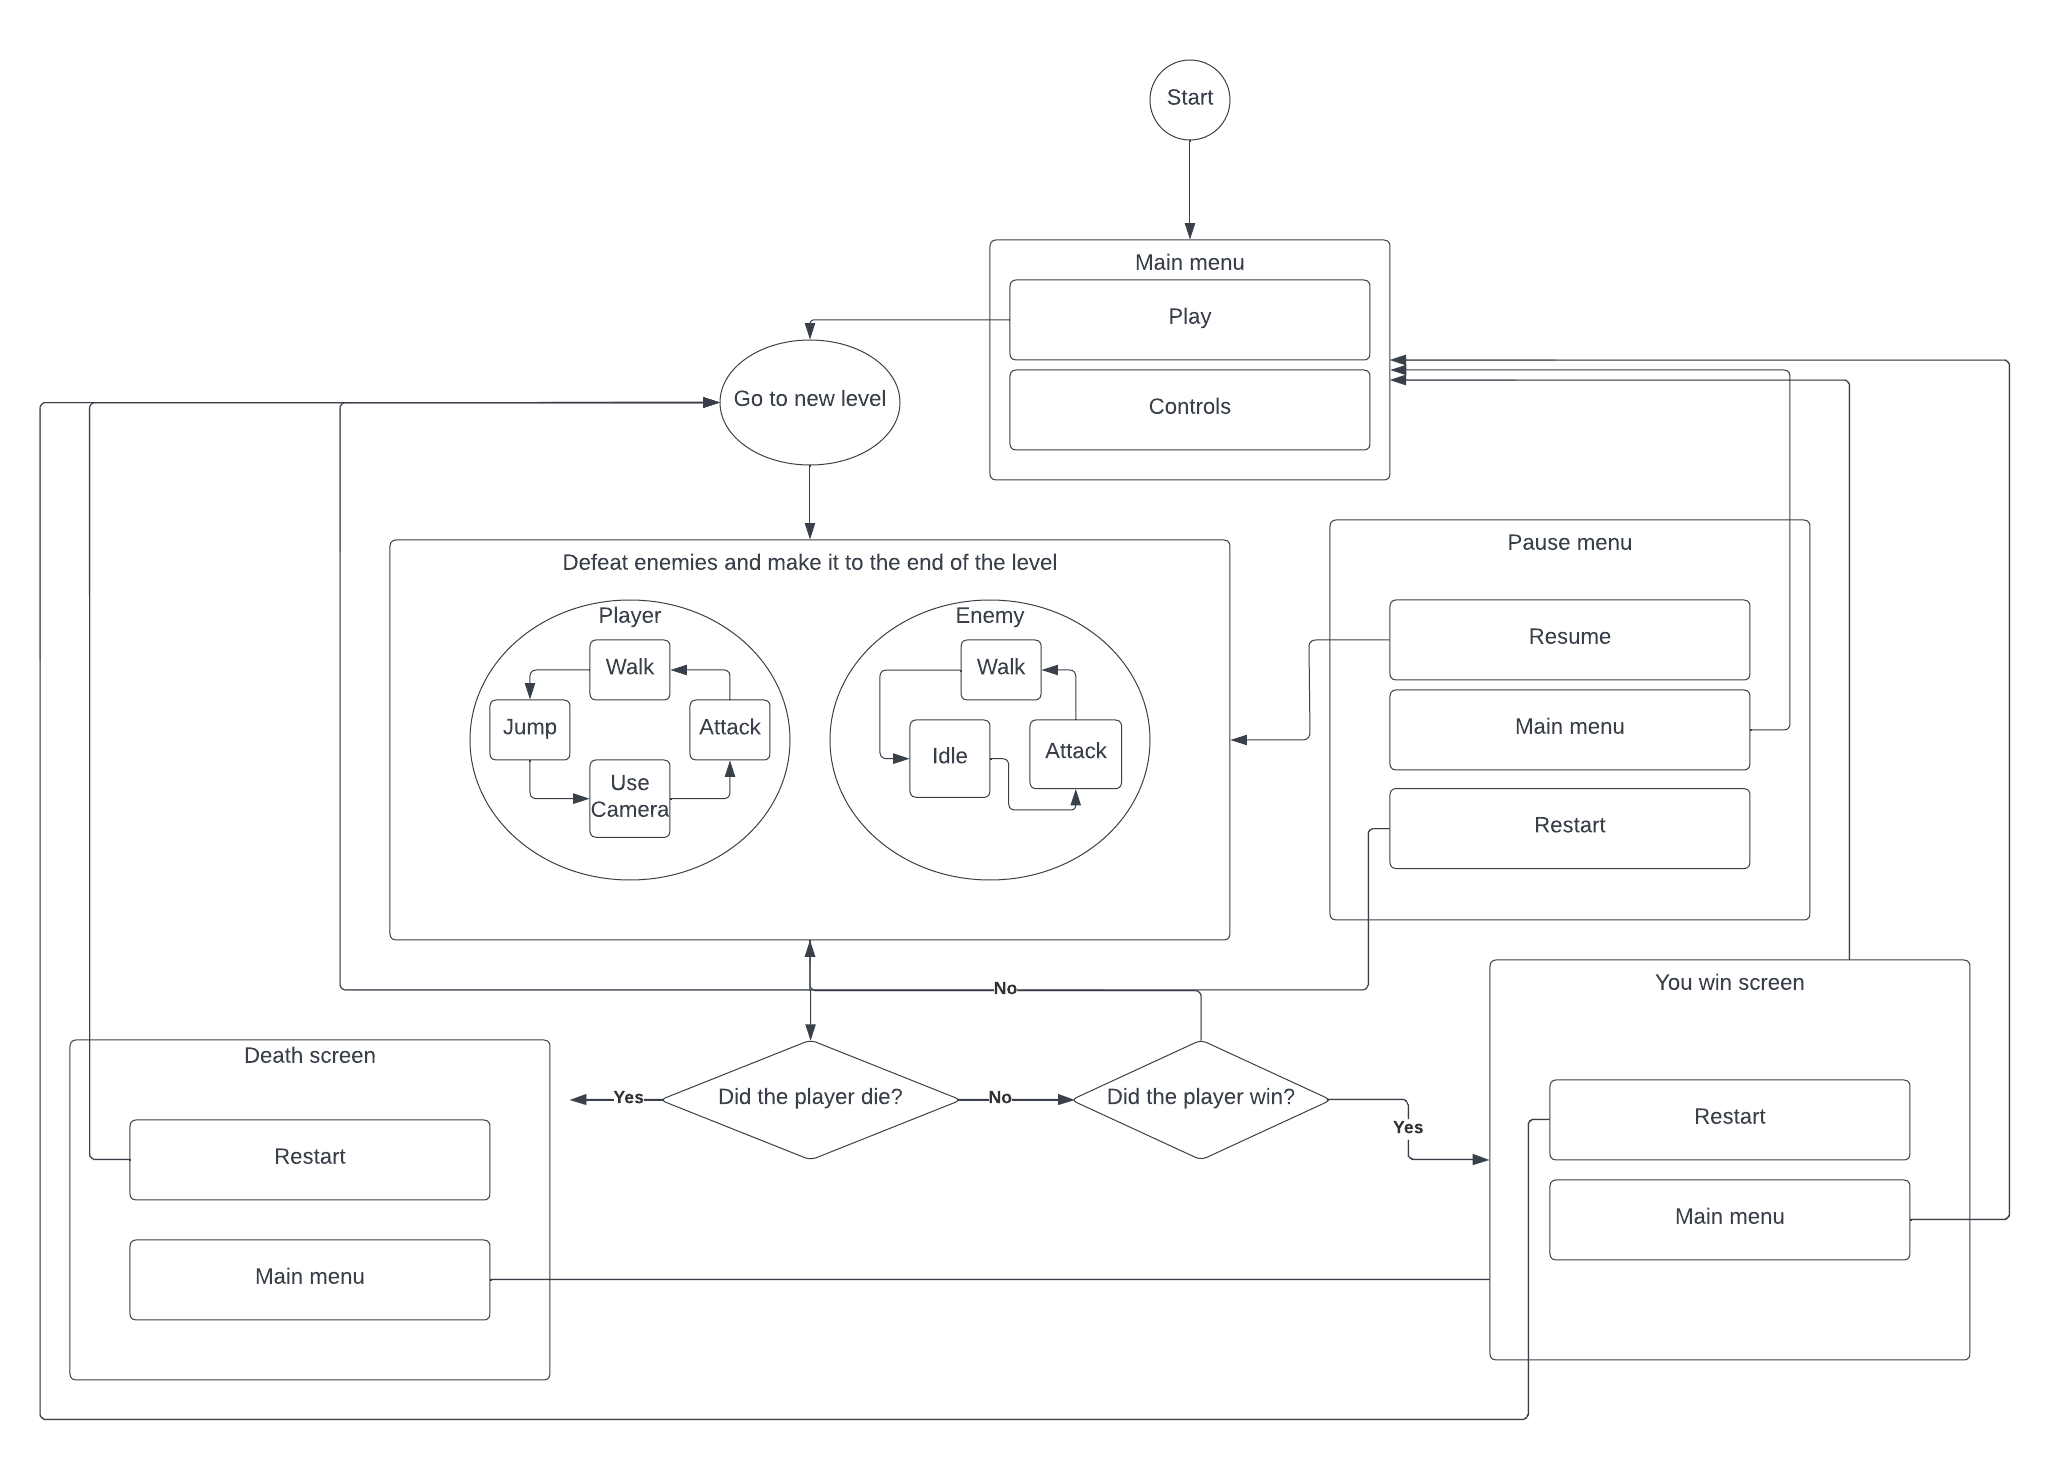 Start
Main menu
Play
Controls
Go to new level
Defeat enemies and make it to the end of the level
Player
Walk
Jump
Attack
Use
Camera
Enemy
Walk
Idle
Attack
Pause menu
Resume
Main menu
Restart
No
Death screen
Restart
Main menu
Yes
Did the player die?
No
Did the player win?
Yes
You win screen
Restart
Main menu